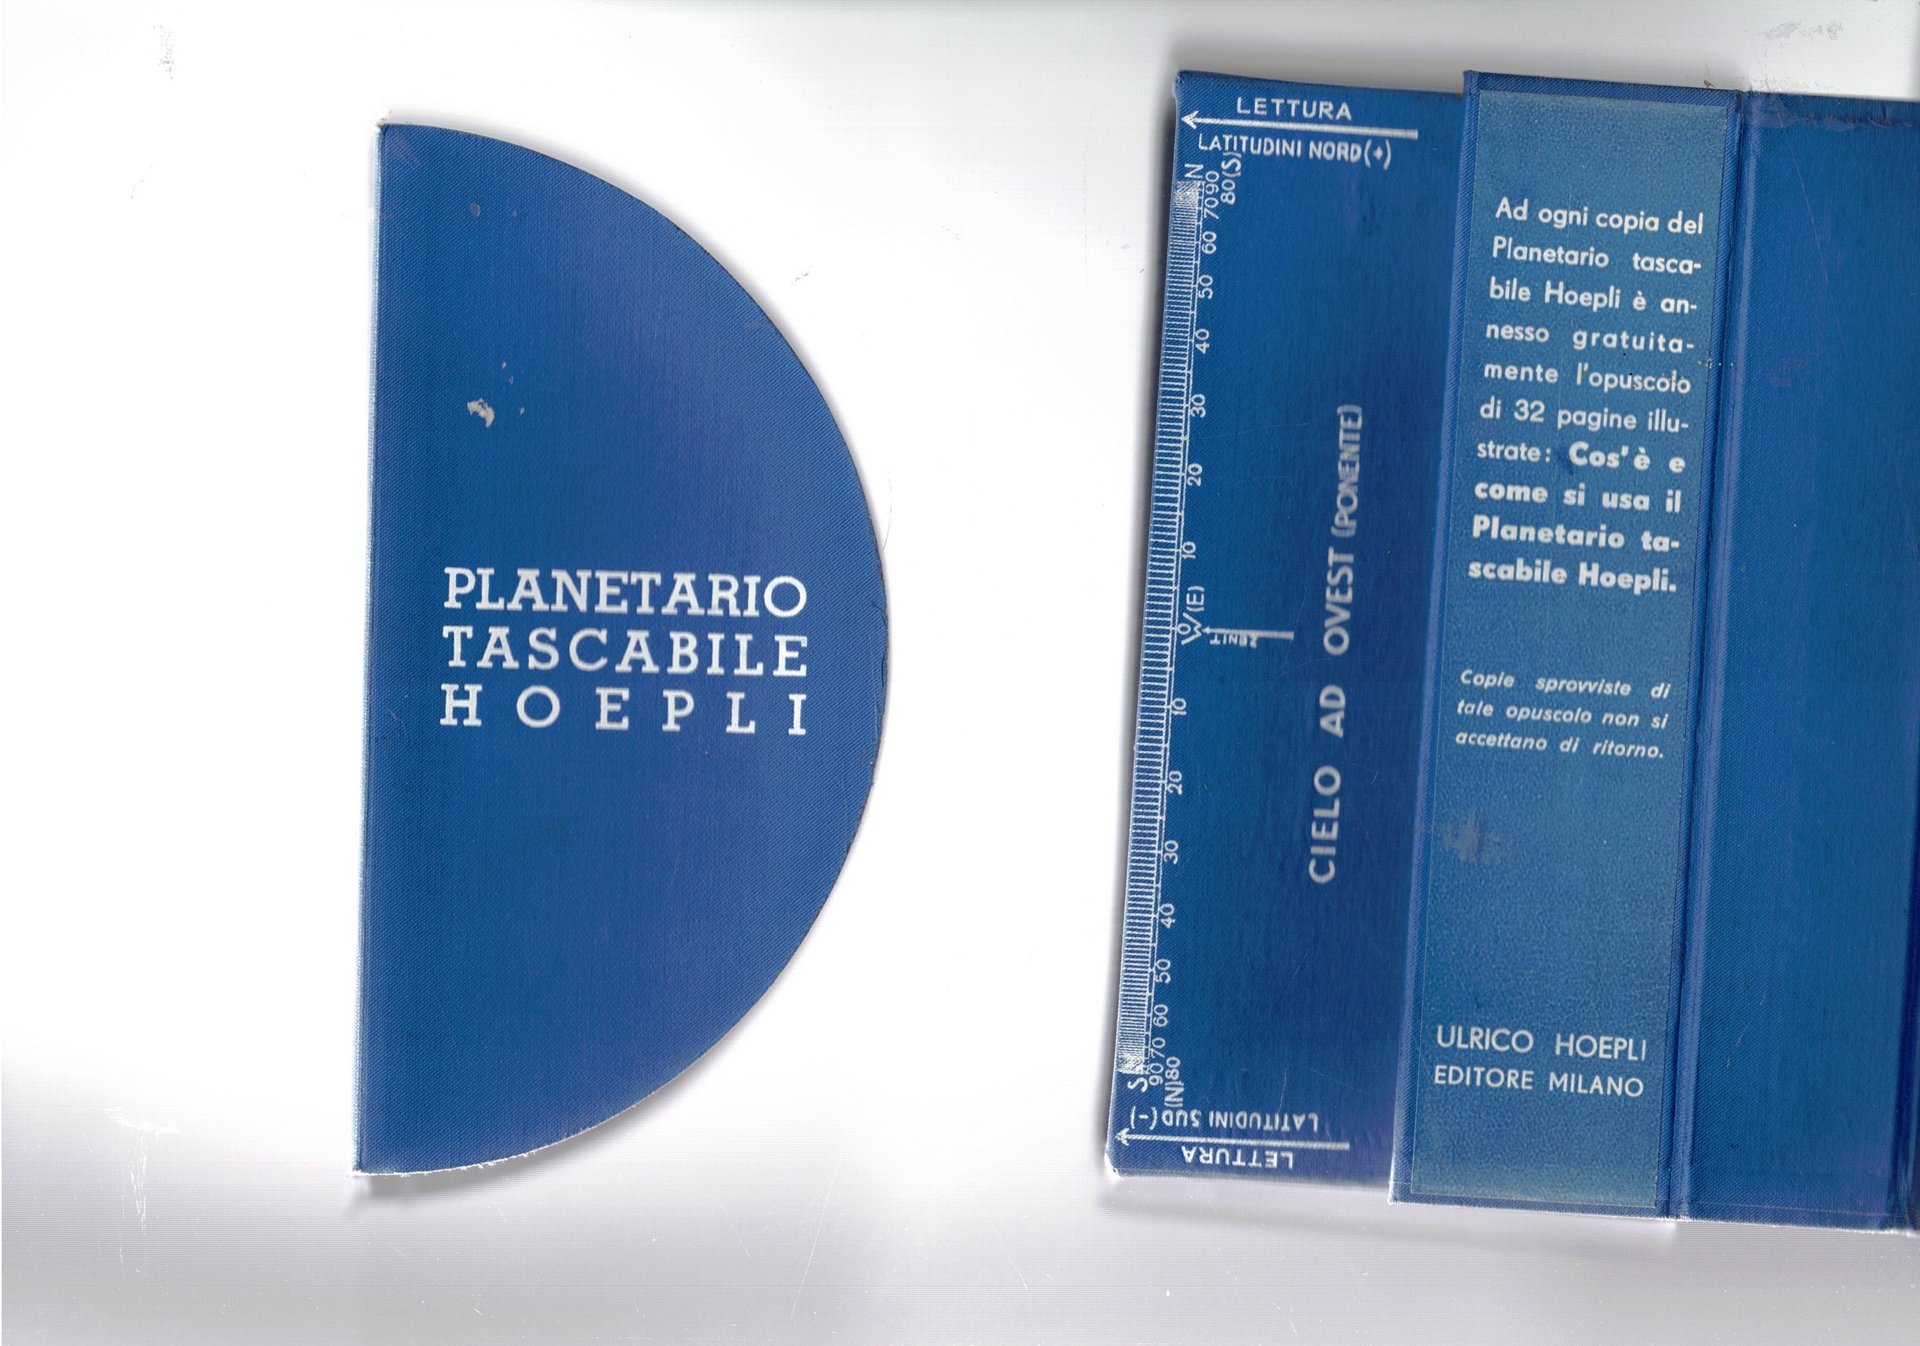 PLANETARIO
TASCABILE
HOEPLI
LETTURA
LATITUDINI NORD (+)
N
90
80(S)
70
60
50
40
30
20
10
0
W(E)
ZENIT
10
20
30
40
50
60
70
80
90
S
(N)
LATITUDINI SUD (-)
LETTURA
CIELO AD OVEST (PONENTE)
Ad ogni copia del
Planetario tasca-
bile Hoepli è an-
nesso gratuita-
mente l'opuscolo
di 32 pagine illu-
strate: Cos'è e
come si usa il
Planetario ta-
scabile Hoepli.
Copie sprovviste di
tale opuscolo non si
accettano di ritorno.
ULRICO HOEPLI
EDITORE MILANO